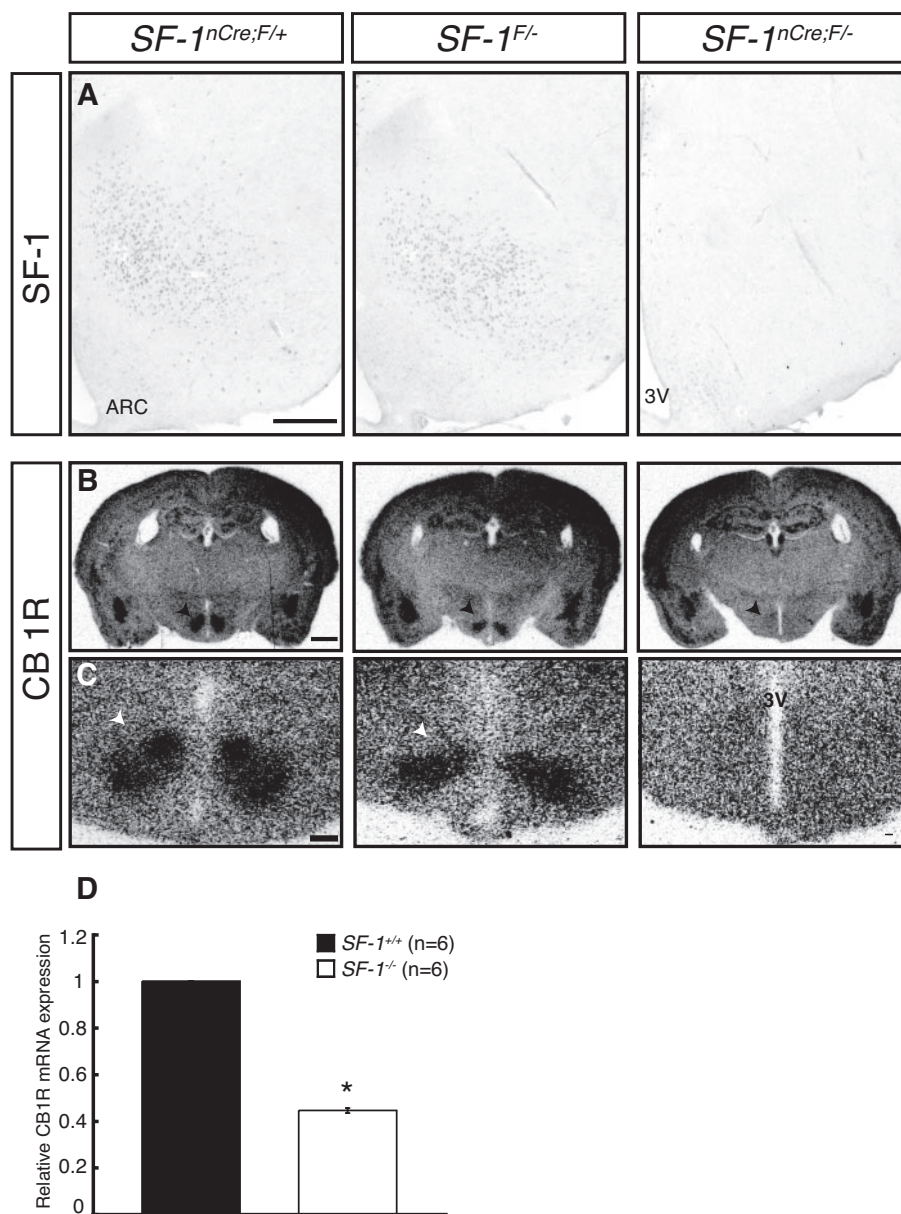 SF-1nCre;F/+
SF-1F/-
SF-1nCre;F/-
SF-1
A
ARC
3V
CB 1R
B
C
3V
D
Relative CB1R mRNA expression
1.2
1
0.8
0.6
0.4
0.2
0
*
SF-1+/+ (n=6)
SF-1-/- (n=6)